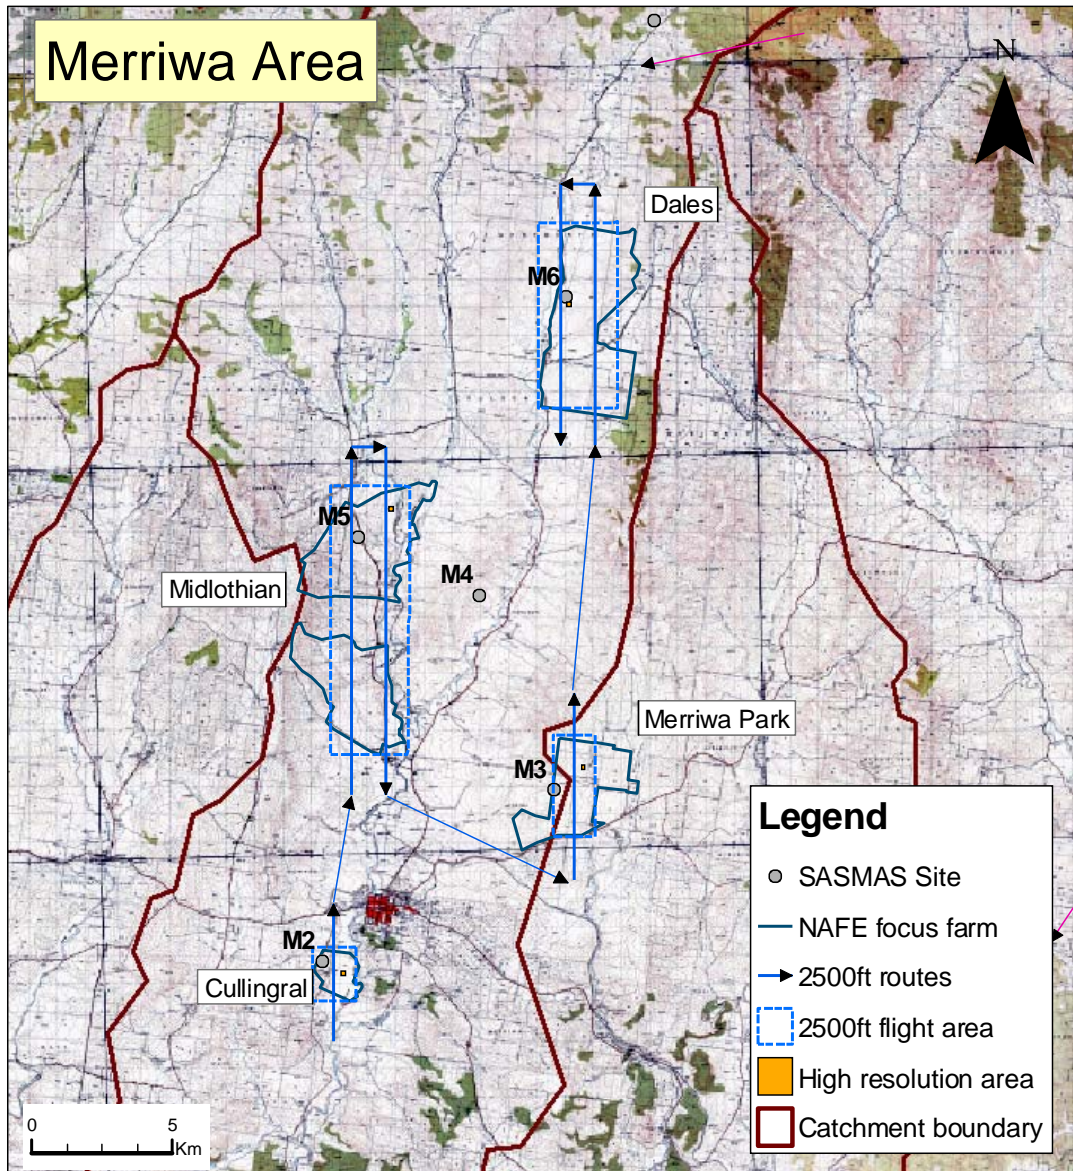 Merriwa Area
N
Dales
M6
M5
M4
Midlothian
Merriwa Park
M3
M2
Cullingral
Legend
SASMAS Site
NAFE focus farm
2500ft routes
2500ft flight area
High resolution area
Catchment boundary
0 5
Km